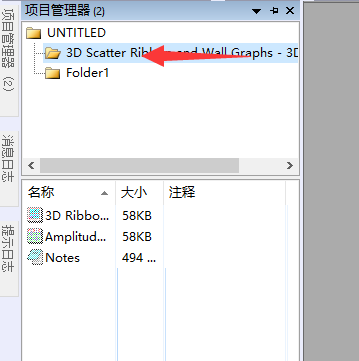 项目管理器 (2)
项目管理器 (2)
消息日志
提示日志
UNTITLED
3D Scatter Ribbon and Wall Graphs - 3D
Folder1
名称 大小 注释
3D Ribbo... 58KB
Amplitud... 58KB
Notes 494 ...